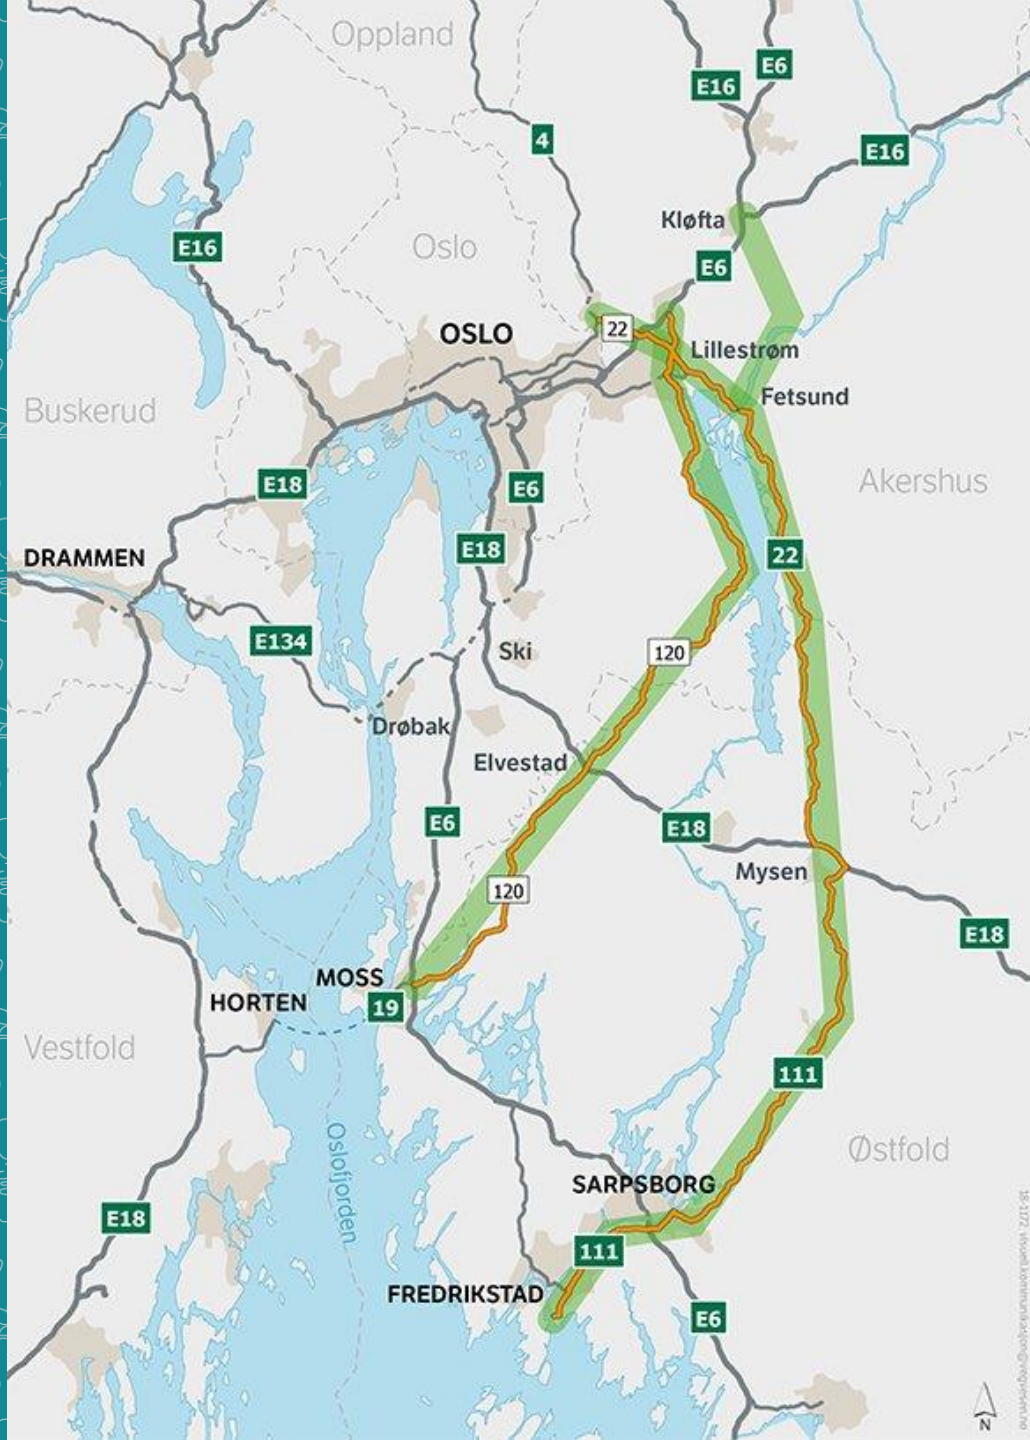 Oppland
E6
E16
4
E16
Kløfta
Oslo
E16
E6
22
OSLO
Lillestrøm
Fetsund
Buskerud
Akershus
E18
E6
E18
22
DRAMMEN
E134
Ski
120
Drøbak
Elvestad
E6
E18
Mysen
120
E18
MOSS
HORTEN
19
Vestfold
111
Oslofjorden
Østfold
SARPSBORG
E18
111
FREDRIKSTAD
E6
N